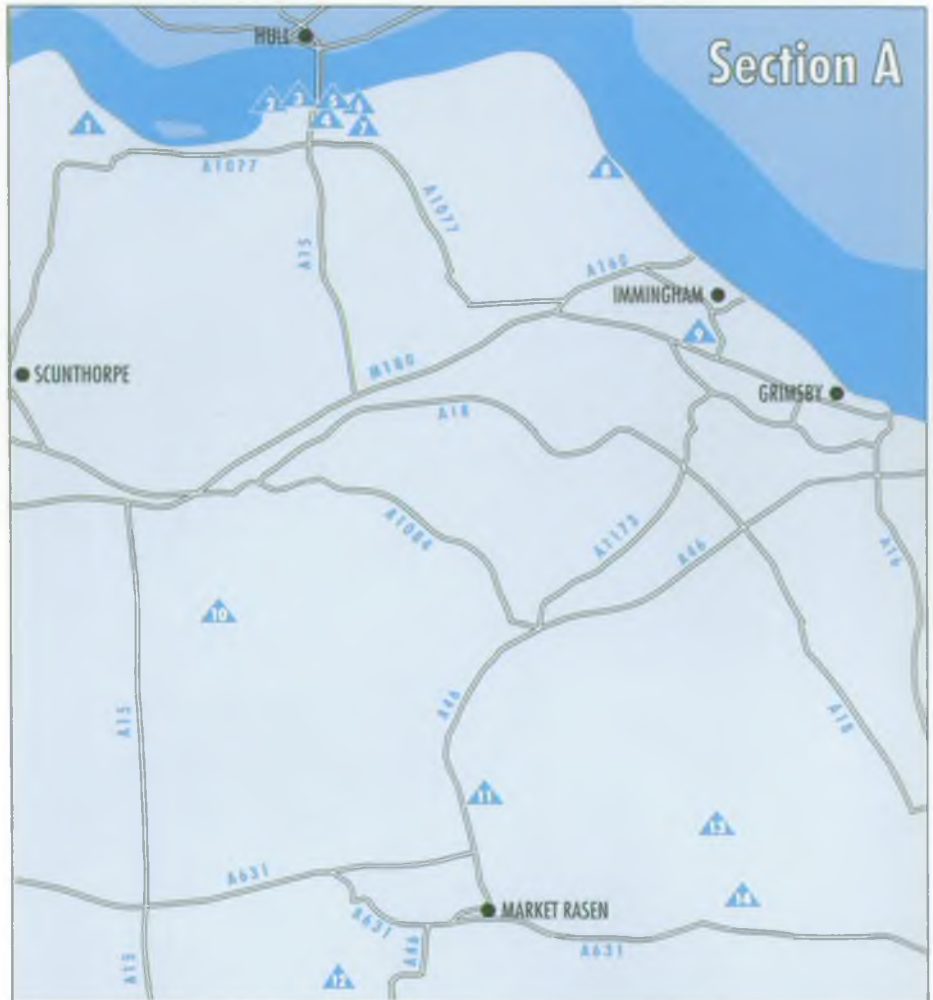 HULL
Section A
2
3
5
6
4
7
1
8
A1077
A1077
A15
A160
IMMINGHAM
9
SCUNTHORPE
M180
GRIMSBY
A18
A1084
A1173
A46
A16
10
A46
A15
A18
11
13
A631
14
MARKET RASEN
A631
A46
A631
A15
12